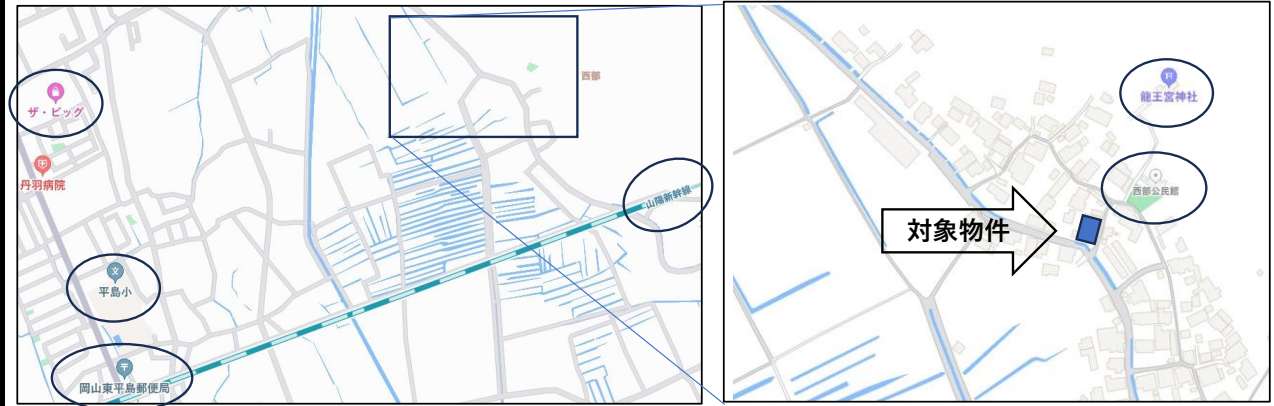 ザ・ビッグ
丹羽病院
平島小
岡山東平島郵便局
西部
山陽新幹線
龍王宮神社
西部公民館
対象物件